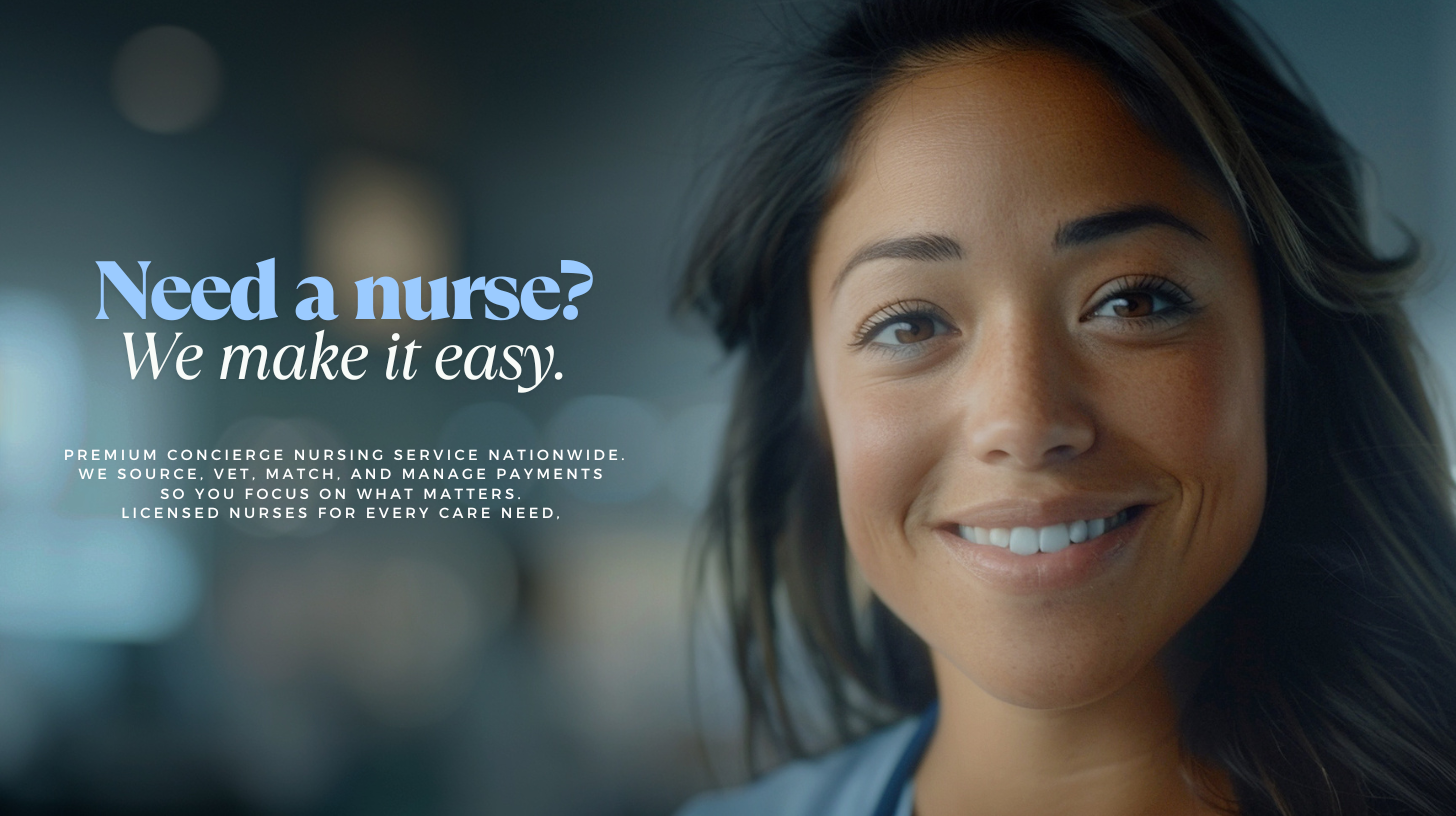 Need a nurse?
We make it easy.
PREMIUM CONCIERGE NURSING SERVICE NATIONWIDE.
WE SOURCE, VET, MATCH, AND MANAGE PAYMENTS
SO YOU FOCUS ON WHAT MATTERS.
LICENSED NURSES FOR EVERY CARE NEED,